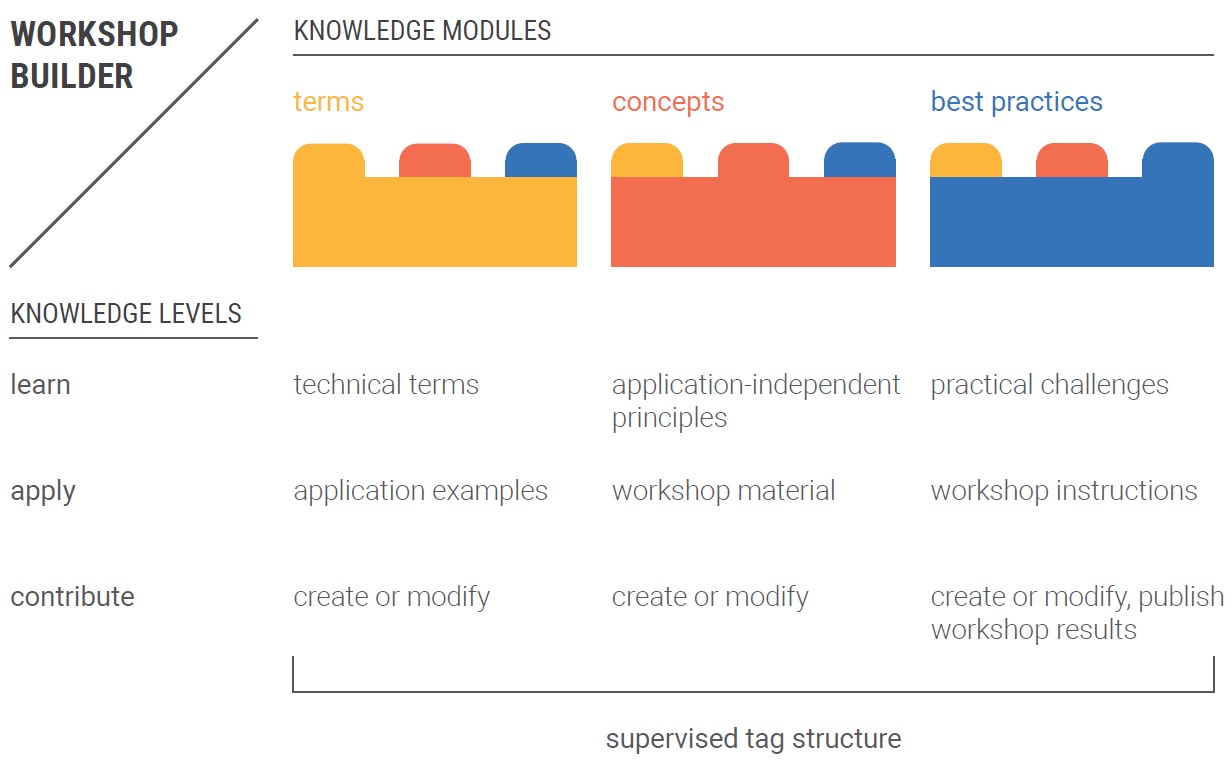 WORKSHOP
BUILDER
KNOWLEDGE MODULES
terms
concepts
best practices
KNOWLEDGE LEVELS
learn
technical terms
application-independent
principles
practical challenges
apply
application examples
workshop material
workshop instructions
contribute
create or modify
create or modify
create or modify, publish
workshop results
supervised tag structure